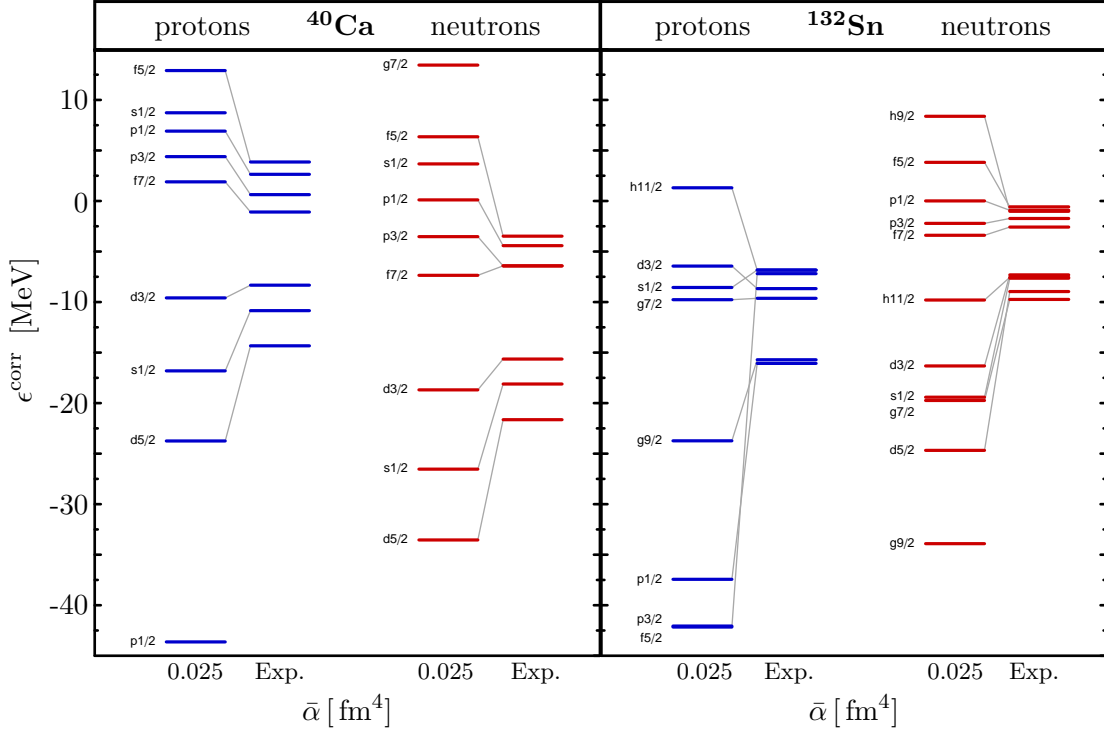 protons ⁴⁰Ca neutrons protons ¹³²Sn neutrons
ϵ^corr [MeV]
10
0
-10
-20
-30
-40
f5/2
s1/2
p1/2
p3/2
f7/2
d3/2
s1/2
d5/2
p1/2
g7/2
f5/2
s1/2
p1/2
p3/2
f7/2
d3/2
s1/2
d5/2
h11/2
d3/2
s1/2
g7/2
g9/2
p1/2
p3/2
f5/2
h9/2
f5/2
p1/2
p3/2
f7/2
h11/2
d3/2
s1/2
g7/2
d5/2
g9/2
0.025 Exp. 0.025 Exp. 0.025 Exp. 0.025 Exp.
ᾱ [ fm⁴ ] ᾱ [ fm⁴ ]